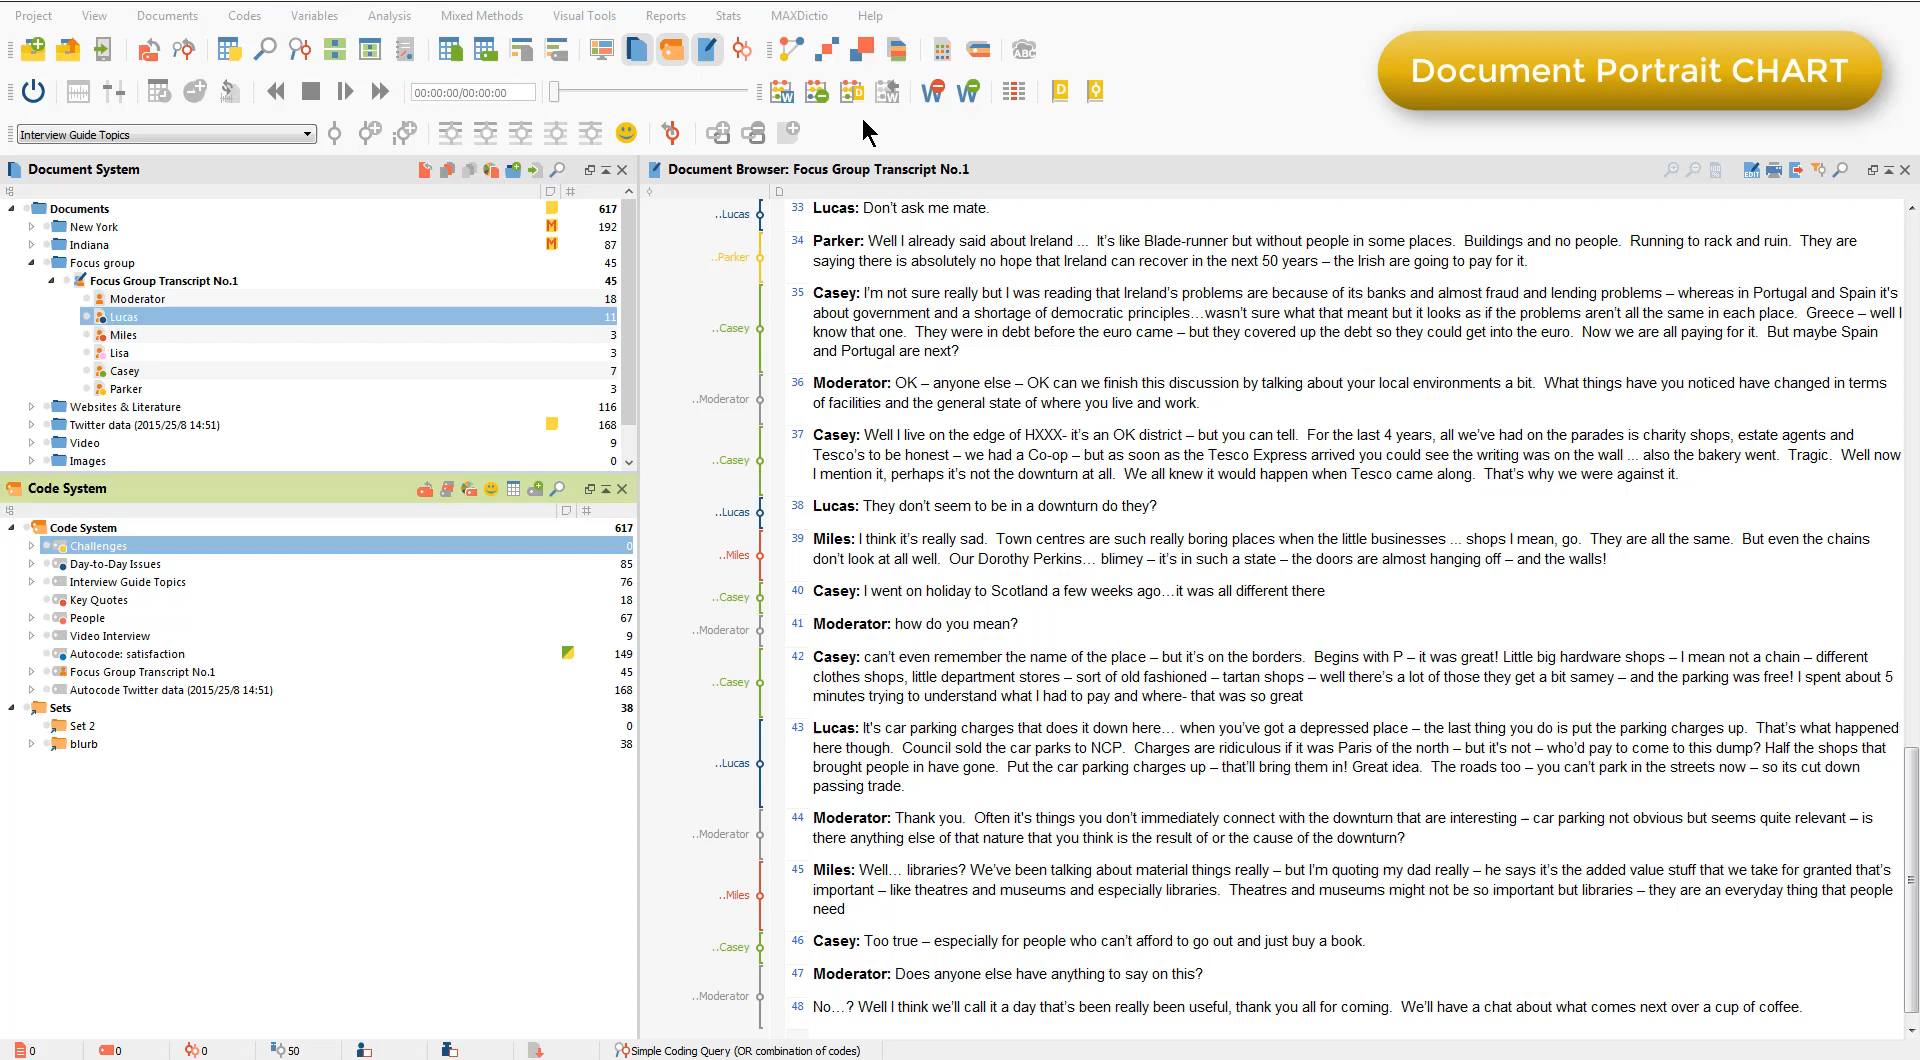 Project View Documents Codes Variables Analysis Mixed Methods Visual Tools Reports Stats MAXDictio Help
Document Portrait CHART
00:00:00/00:00:00
Interview Guide Topics
Document System
Documents 617
New York 192
Indiana 87
Focus group 45
Focus Group Transcript No.1 45
Moderator 18
Lucas 11
Miles 3
Lisa 3
Casey 7
Parker 3
Websites & Literature 116
Twitter data (2015/25/8 14:51) 168
Video 9
Images 0
Code System
Code System 617
Challenges 0
Day-to-Day Issues 85
Interview Guide Topics 76
Key Quotes 18
People 67
Video Interview 9
Autocode: satisfaction 149
Focus Group Transcript No.1 45
Autocode Twitter data (2015/25/8 14:51) 168
Sets 38
Set 2 0
blurb 38
Document Browser: Focus Group Transcript No.1
..Lucas 33 Lucas: Don't ask me mate.
..Parker 34 Parker: Well I already said about Ireland ... It's like Blade-runner but without people in some places. Buildings and no people. Running to rack and ruin. They are
saying there is absolutely no hope that Ireland can recover in the next 50 years – the Irish are going to pay for it.
..Casey 35 Casey: I'm not sure really but I was reading that Ireland's problems are because of its banks and almost fraud and lending problems – whereas in Portugal and Spain it's
about government and a shortage of democratic principles…wasn't sure what that meant but it looks as if the problems aren't all the same in each place. Greece – well I
know that one. They were in debt before the euro came – but they covered up the debt so they could get into the euro. Now we are all paying for it. But maybe Spain
and Portugal are next?
..Moderator 36 Moderator: OK – anyone else – OK can we finish this discussion by talking about your local environments a bit. What things have you noticed have changed in terms
of facilities and the general state of where you live and work.
..Casey 37 Casey: Well I live on the edge of HXXX- it's an OK district – but you can tell. For the last 4 years, all we've had on the parades is charity shops, estate agents and
Tesco's to be honest – we had a Co-op – but as soon as the Tesco Express arrived you could see the writing was on the wall ... also the bakery went. Tragic. Well now
I mention it, perhaps it's not the downturn at all. We all knew it would happen when Tesco came along. That's why we were against it.
..Lucas 38 Lucas: They don't seem to be in a downturn do they?
..Miles 39 Miles: I think it's really sad. Town centres are such really boring places when the little businesses ... shops I mean, go. They are all the same. But even the chains
don't look at all well. Our Dorothy Perkins… blimey – it's in such a state – the doors are almost hanging off – and the walls!
..Casey 40 Casey: I went on holiday to Scotland a few weeks ago…it was all different there
..Moderator 41 Moderator: how do you mean?
..Casey 42 Casey: can't even remember the name of the place – but it's on the borders. Begins with P – it was great! Little big hardware shops – I mean not a chain – different
clothes shops, little department stores – sort of old fashioned – tartan shops – well there's a lot of those they get a bit samey – and the parking was free! I spent about 5
minutes trying to understand what I had to pay and where- that was so great
..Lucas 43 Lucas: It's car parking charges that does it down here… when you've got a depressed place – the last thing you do is put the parking charges up. That's what happened
here though. Council sold the car parks to NCP. Charges are ridiculous if it was Paris of the north – but it's not – who'd pay to come to this dump? Half the shops that
brought people in have gone. Put the car parking charges up – that'll bring them in! Great idea. The roads too – you can't park in the streets now – so its cut down
passing trade.
..Moderator 44 Moderator: Thank you. Often it's things you don't immediately connect with the downturn that are interesting – car parking not obvious but seems quite relevant – is
there anything else of that nature that you think is the result of or the cause of the downturn?
..Miles 45 Miles: Well… libraries? We've been talking about material things really – but I'm quoting my dad really – he says it's the added value stuff that we take for granted that's
important – like theatres and museums and especially libraries. Theatres and museums might not be so important but libraries – they are an everyday thing that people
need
..Casey 46 Casey: Too true – especially for people who can't afford to go out and just buy a book.
47 Moderator: Does anyone else have anything to say on this?
..Moderator 48 No…? Well I think we'll call it a day that's been really been useful, thank you all for coming. We'll have a chat about what comes next over a cup of coffee.
0 0 0 50 Simple Coding Query (OR combination of codes)